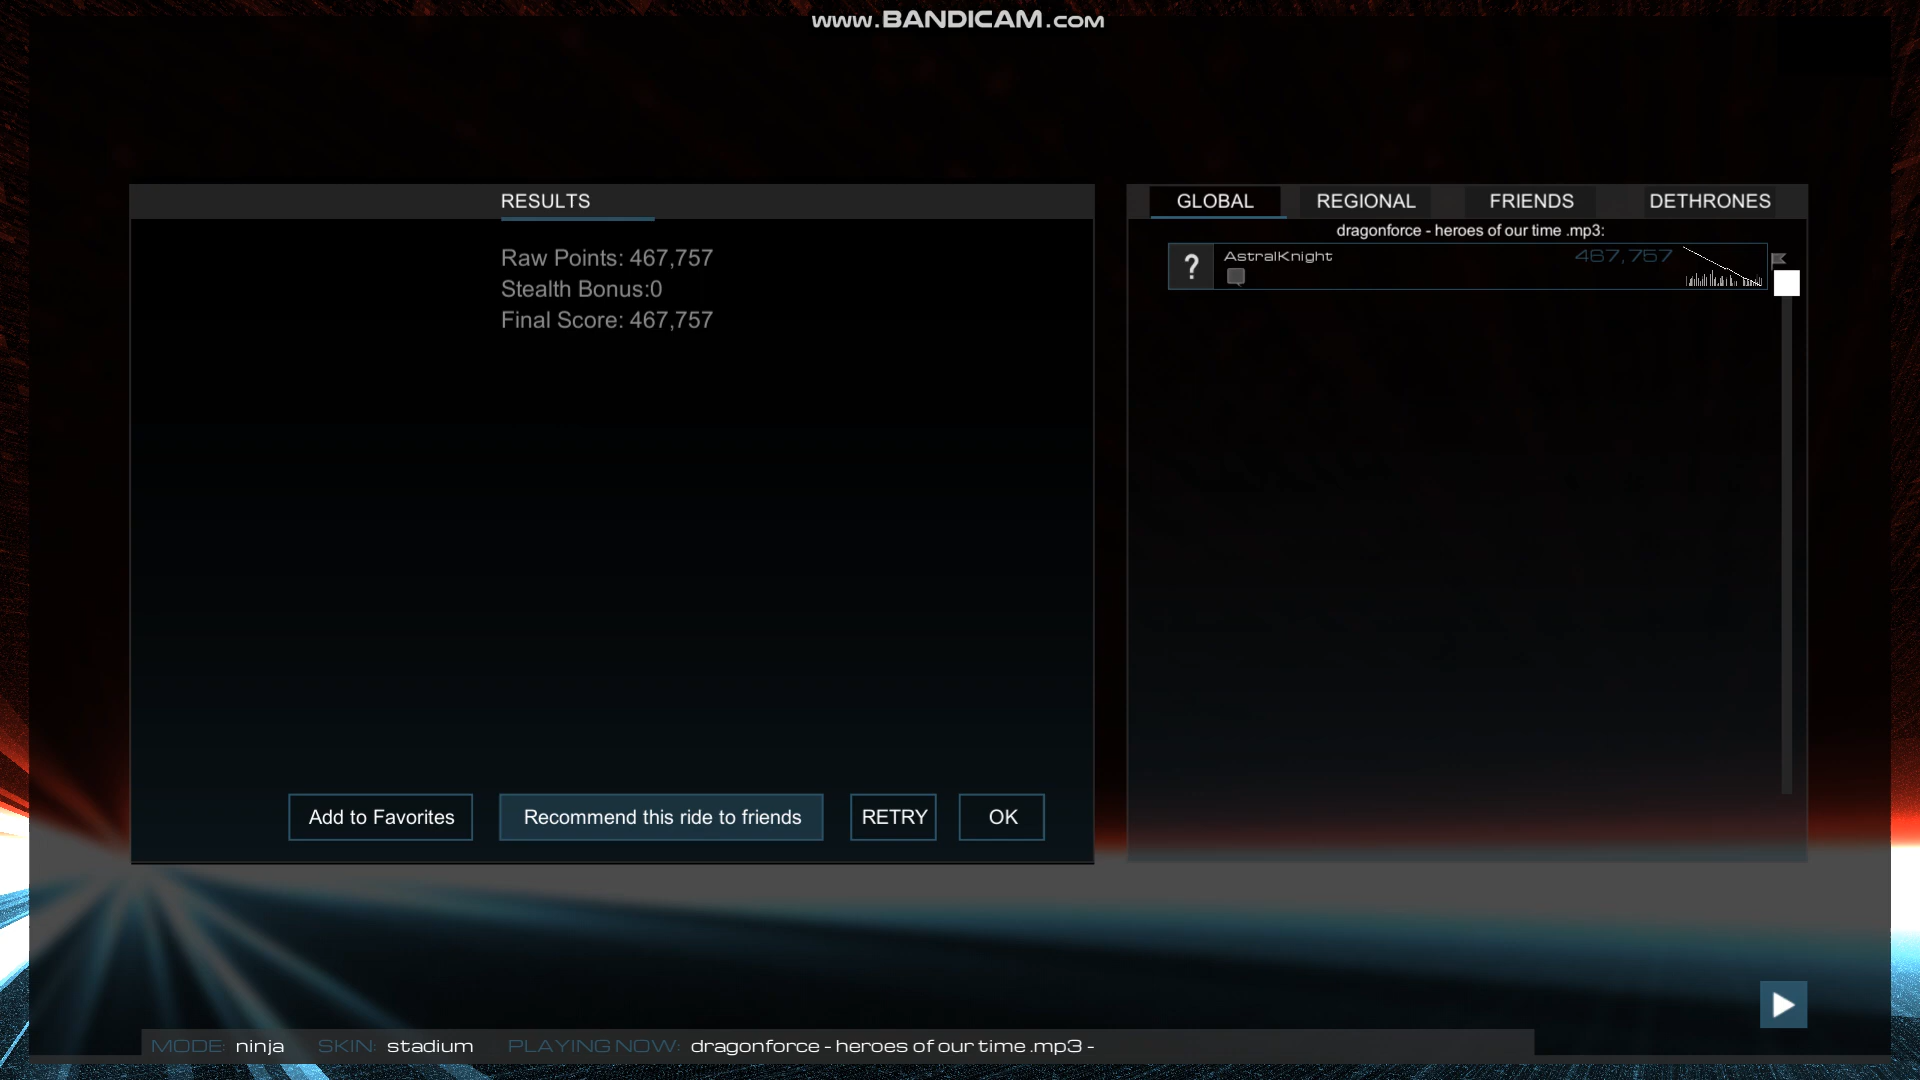 www.BANDICAM.com
RESULTS
Raw Points: 467,757
Stealth Bonus:0
Final Score: 467,757
Add to Favorites
Recommend this ride to friends
RETRY
OK
GLOBAL REGIONAL FRIENDS DETHRONES
dragonforce - heroes of our time .mp3:
?
AstralKnight 467,757
MODE: ninja SKIN: stadium PLAYING NOW: dragonforce - heroes of our time .mp3 -